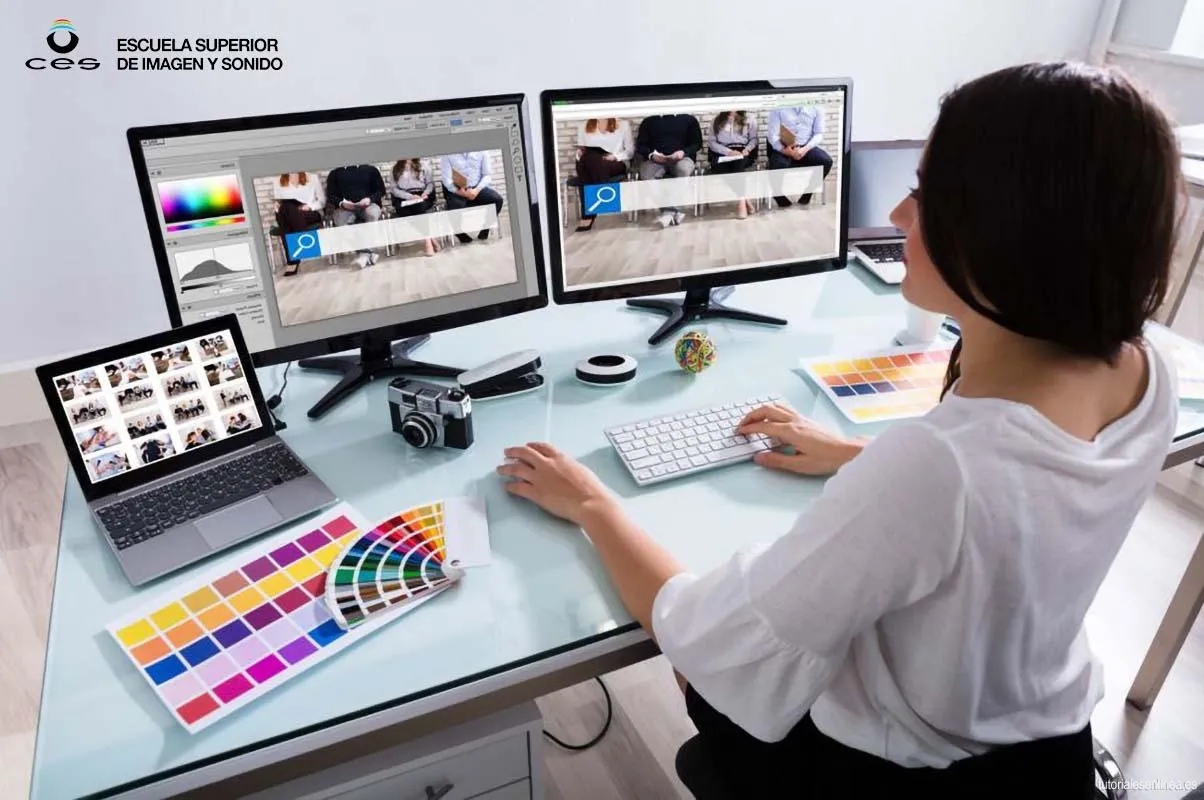 ces
ESCUELA SUPERIOR
DE IMAGEN Y SONIDO
tutorialesenlinea.es